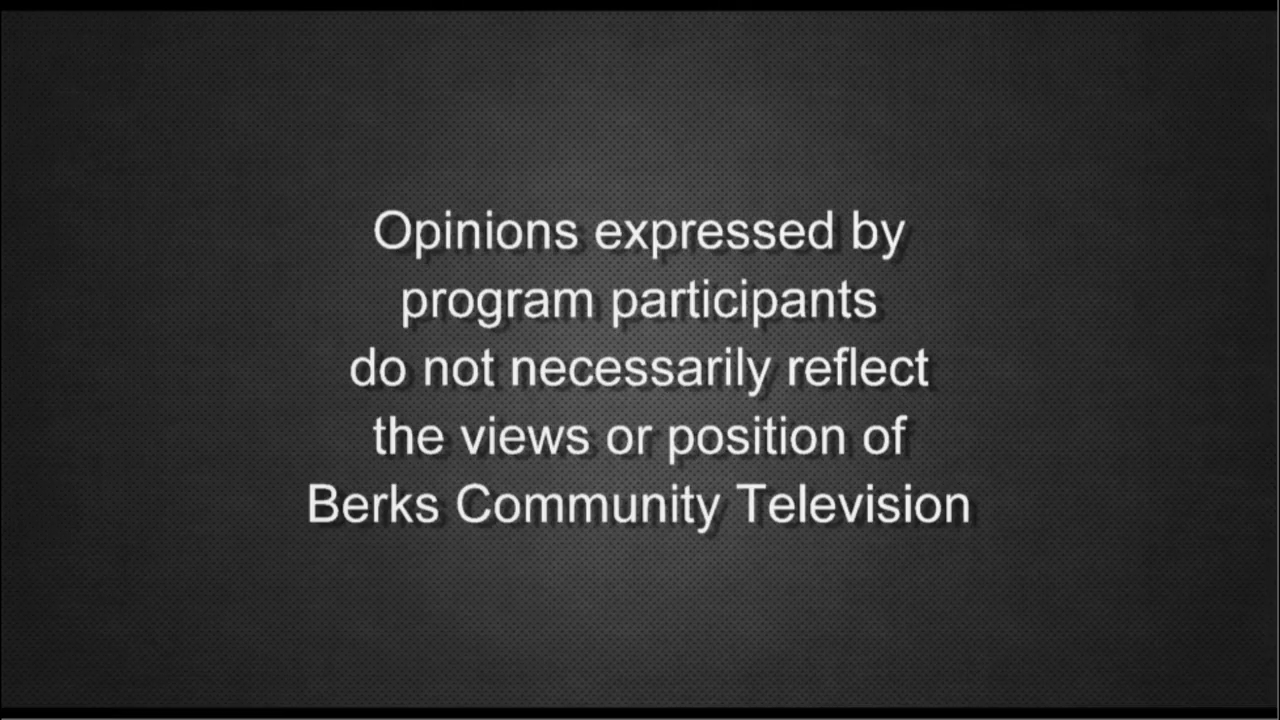 Opinions expressed by
program participants
do not necessarily reflect
the views or position of
Berks Community Television